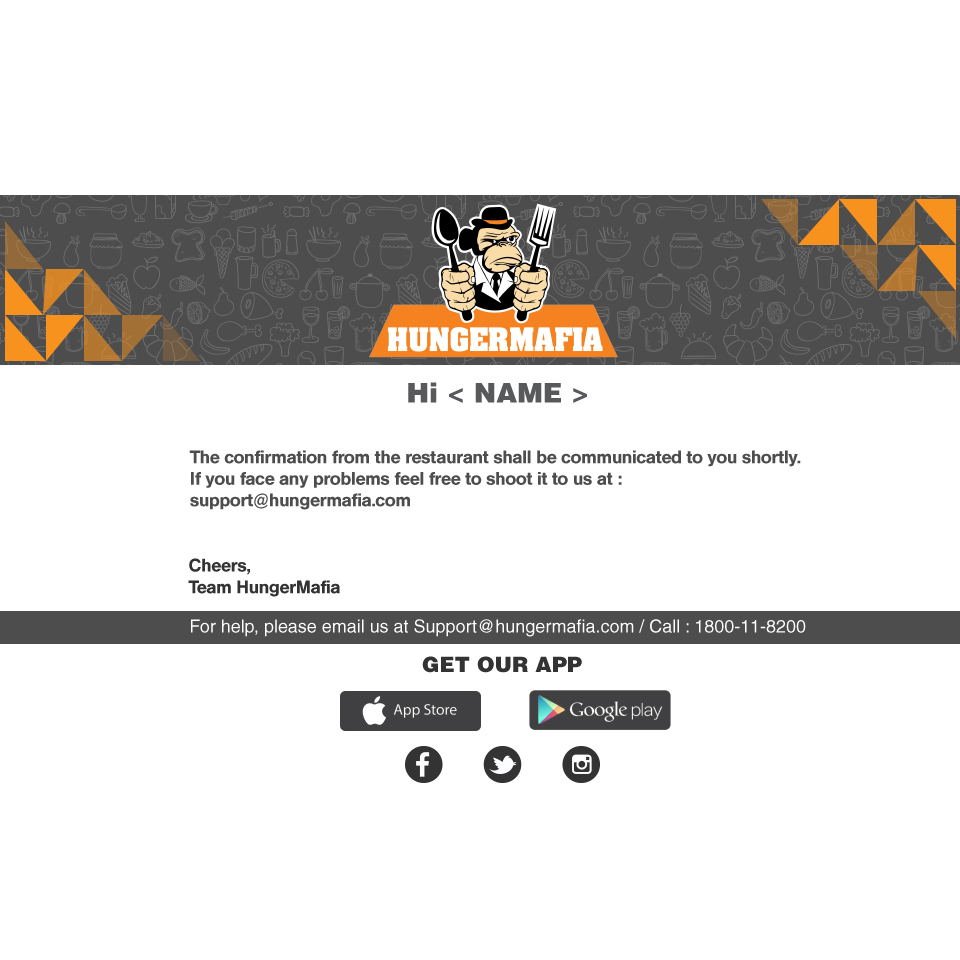 HUNGERMAFIA
Hi < NAME >
The confirmation from the restaurant shall be communicated to you shortly.
If you face any problems feel free to shoot it to us at :
support@hungermafia.com
Cheers,
Team HungerMafia
For help, please email us at Support@hungermafia.com / Call : 1800-11-8200
GET OUR APP
App Store
Google play